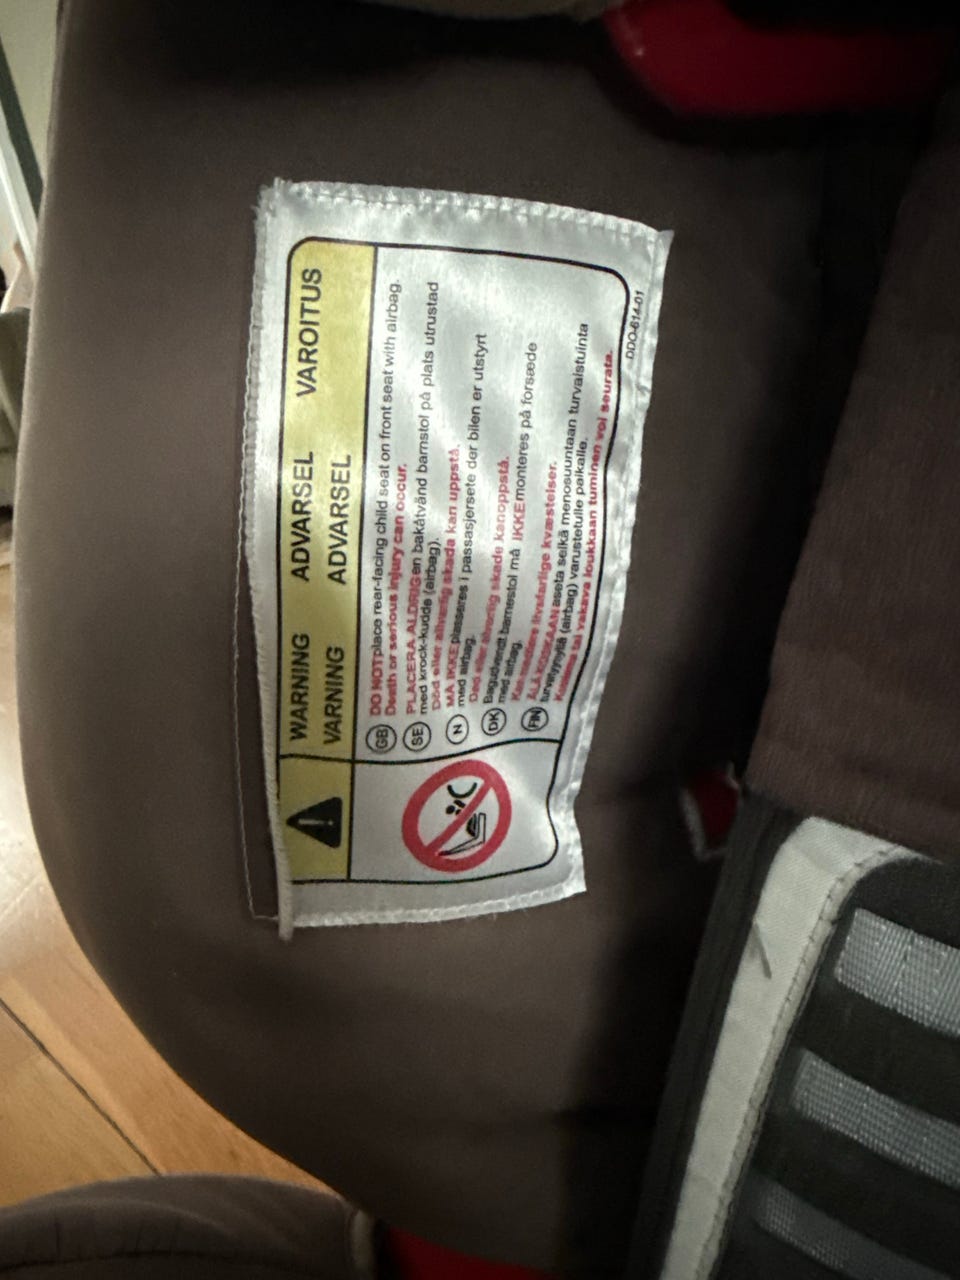 WARNING ADVARSEL VAROITUS
VARNING ADVARSEL
GB DO NOT place rear-facing child seat on front seat with airbag.
Death or serious injury can occur.
SE PLACERA ALDRIG en bakåtvänd barnstol på plats utrustad
med krock-kudde (airbag).
Död eller allvarlig skada kan uppstå.
N MÅ IKKE plasseres i passasjersete der bilen er utstyrt
med airbag.
Død eller alvorlig skade kan oppstå.
DK Bagudvendt barnestol må IKKE monteres på forsæde
med airbag.
Kan medføre livsfarlige kvæstelser.
FIN ÄLÄ KOSKAAN aseta selkä menosuuntaan turvaistuinta
turvatyynyllä (airbag) varustetulle paikalle.
Kuolema tai vakava loukkaantuminen voi seurata.
DDO-614-01